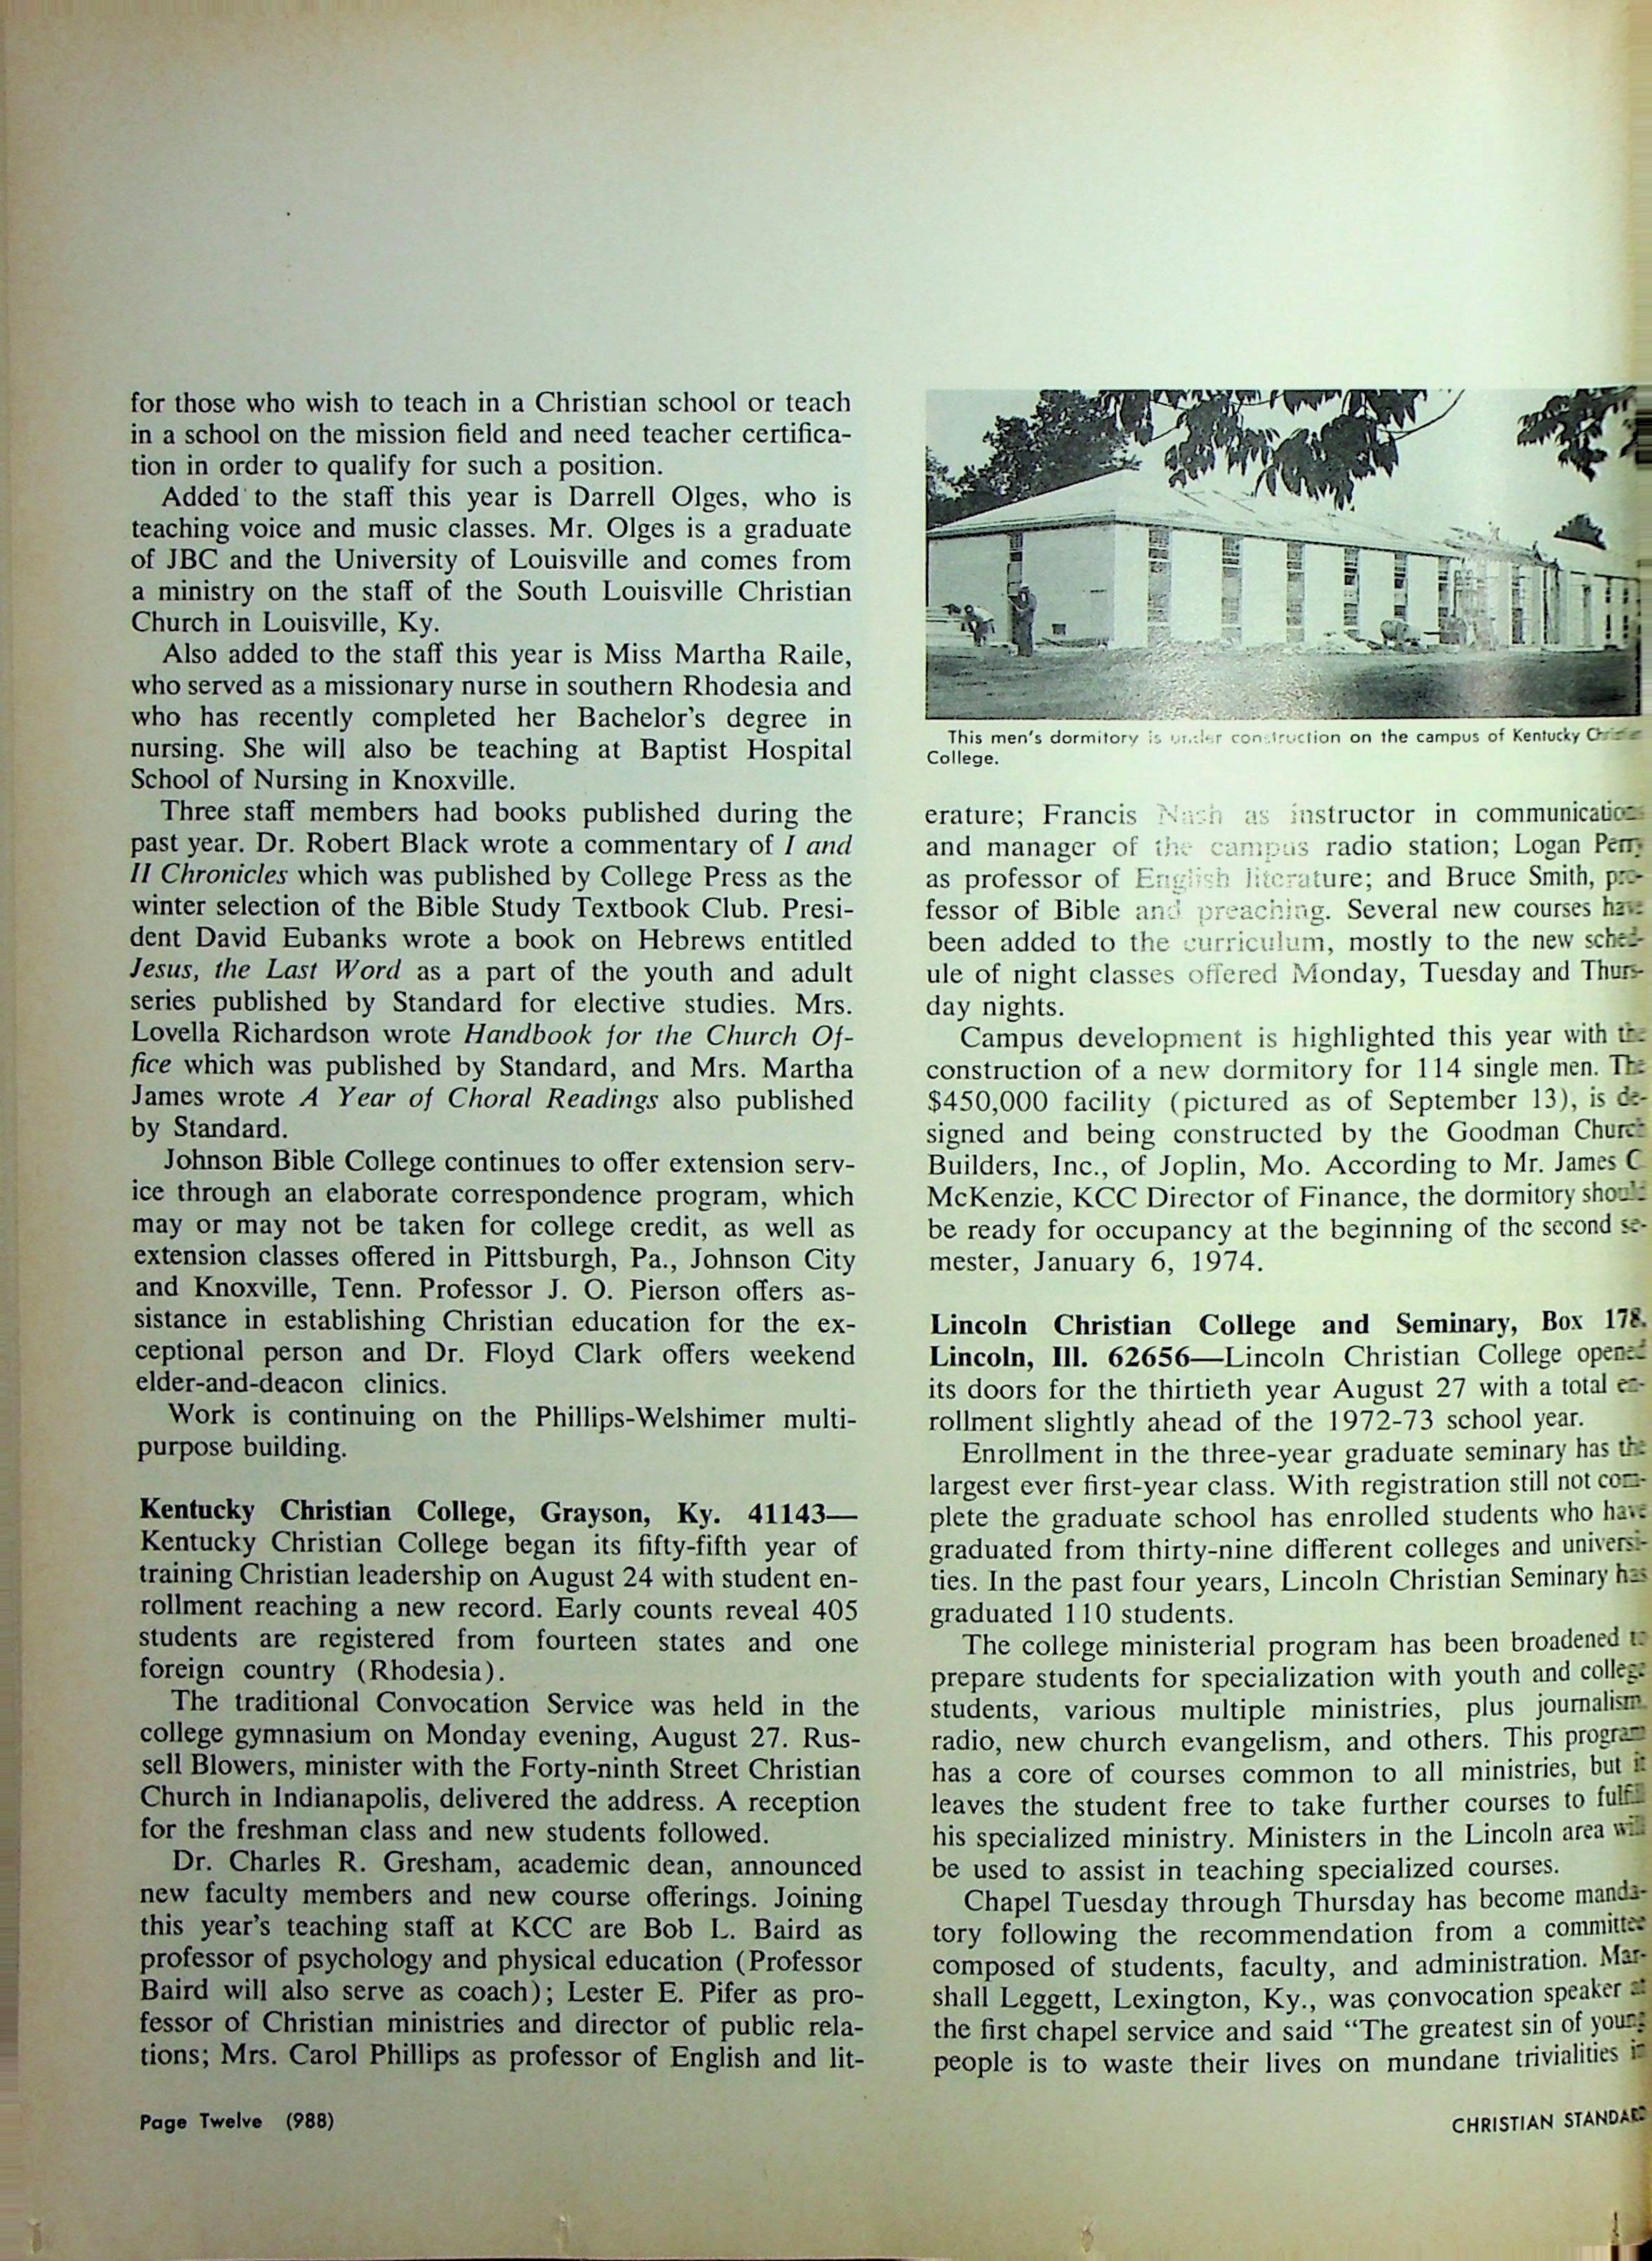 for those who wish to teach in a Christian school or teach
in a school on the mission field and need teacher certifica-
tion in order to qualify for such a position.
Added to the staff this year is Darrell Olges, who is
teaching voice and music classes. Mr. Olges is a graduate
of JBC and the University of Louisville and comes from
a ministry on the staff of the South Louisville Christian
Church in Louisville, Ky.
Also added to the staff this year is Miss Martha Raile,
who served as a missionary nurse in southern Rhodesia and
who has recently completed her Bachelor's degree in
nursing. She will also be teaching at Baptist Hospital
School of Nursing in Knoxville.
Three staff members had books published during the
past year. Dr. Robert Black wrote a commentary of I and
II Chronicles which was published by College Press as the
winter selection of the Bible Study Textbook Club. Presi-
dent David Eubanks wrote a book on Hebrews entitled
Jesus, the Last Word as a part of the youth and adult
series published by Standard for elective studies. Mrs.
Lovella Richardson wrote Handbook for the Church Of-
fice which was published by Standard, and Mrs. Martha
James wrote A Year of Choral Readings also published
by Standard.
Johnson Bible College continues to offer extension serv-
ice through an elaborate correspondence program, which
may or may not be taken for college credit, as well as
extension classes offered in Pittsburgh, Pa., Johnson City
and Knoxville, Tenn. Professor J. O. Pierson offers as-
sistance in establishing Christian education for the ex-
ceptional person and Dr. Floyd Clark offers weekend
elder-and-deacon clinics.
Work is continuing on the Phillips-Welshimer multi-
purpose building.
Kentucky Christian College, Grayson, Ky. 41143—
Kentucky Christian College began its fifty-fifth year of
training Christian leadership on August 24 with student en-
rollment reaching a new record. Early counts reveal 405
students are registered from fourteen states and one
foreign country (Rhodesia).
The traditional Convocation Service was held in the
college gymnasium on Monday evening, August 27. Rus-
sell Blowers, minister with the Forty-ninth Street Christian
Church in Indianapolis, delivered the address. A reception
for the freshman class and new students followed.
Dr. Charles R. Gresham, academic dean, announced
new faculty members and new course offerings. Joining
this year's teaching staff at KCC are Bob L. Baird as
professor of psychology and physical education (Professor
Baird will also serve as coach); Lester E. Pifer as pro-
fessor of Christian ministries and director of public rela-
tions; Mrs. Carol Phillips as professor of English and lit-
This men's dormitory is under construction on the campus of Kentucky
College.
erature; Francis Nash as instructor in communications
and manager of the campus radio station; Logan Perry
as professor of English literature; and Bruce Smith, pro-
fessor of Bible and preaching. Several new courses have
been added to the curriculum, mostly to the new sched-
ule of night classes offered Monday, Tuesday and Thurs-
day nights.
Campus development is highlighted this year with the
construction of a new dormitory for 114 single men. The
$450,000 facility (pictured as of September 13), is de-
signed and being constructed by the Goodman Church
Builders, Inc., of Joplin, Mo. According to Mr. James C
McKenzie, KCC Director of Finance, the dormitory should
be ready for occupancy at the beginning of the second se-
mester, January 6, 1974.
Lincoln Christian College and Seminary, Box 178,
Lincoln, Ill. 62656—Lincoln Christian College opened
its doors for the thirtieth year August 27 with a total en-
rollment slightly ahead of the 1972-73 school year.
Enrollment in the three-year graduate seminary has the
largest ever first-year class. With registration still not com-
plete the graduate school has enrolled students who have
graduated from thirty-nine different colleges and universi-
ties. In the past four years, Lincoln Christian Seminary has
graduated 110 students.
The college ministerial program has been broadened to
prepare students for specialization with youth and college
students, various multiple ministries, plus journalism
radio, new church evangelism, and others. This program
has a core of courses common to all ministries, but it
leaves the student free to take further courses to fulfill
his specialized ministry. Ministers in the Lincoln area will
be used to assist in teaching specialized courses.
Chapel Tuesday through Thursday has become manda-
tory following the recommendation from a committee
composed of students, faculty, and administration. Mar-
shall Leggett, Lexington, Ky., was convocation speaker at
the first chapel service and said “The greatest sin of young
people is to waste their lives on mundane trivialities in
Page Twelve (988)
CHRISTIAN STANDARD